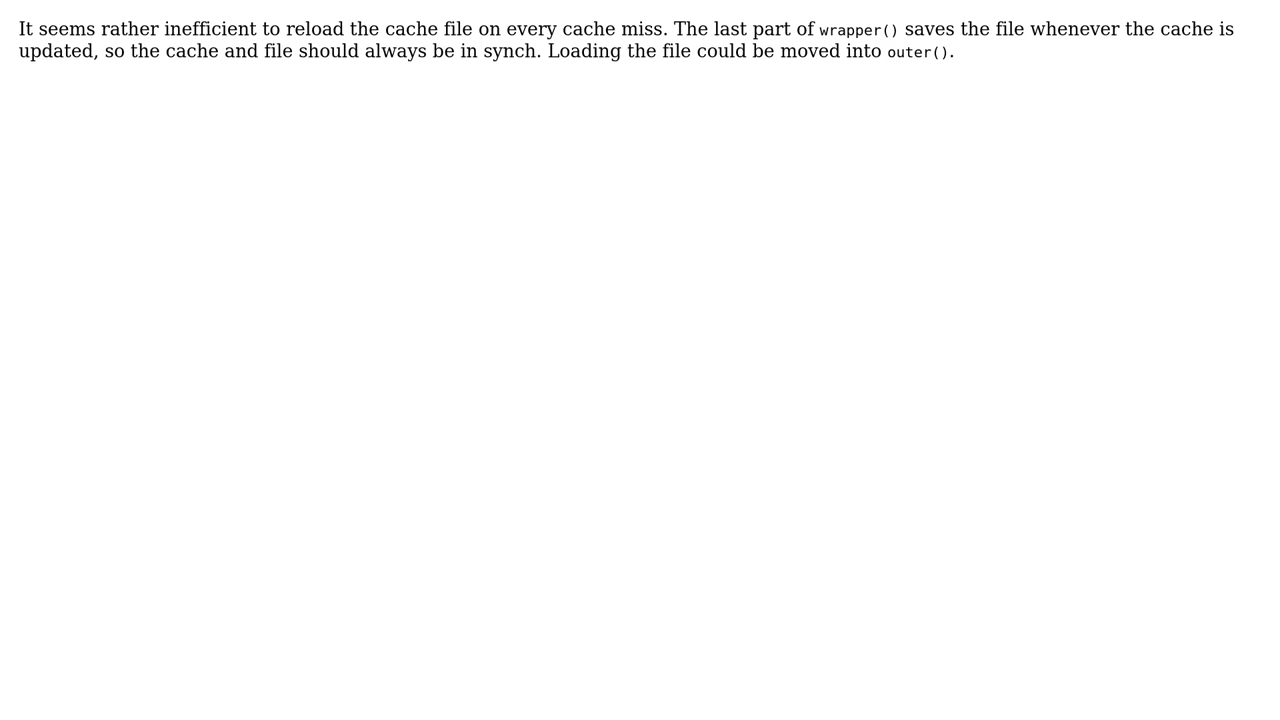 It seems rather inefficient to reload the cache file on every cache miss. The last part of wrapper() saves the file whenever the cache is
updated, so the cache and file should always be in synch. Loading the file could be moved into outer().